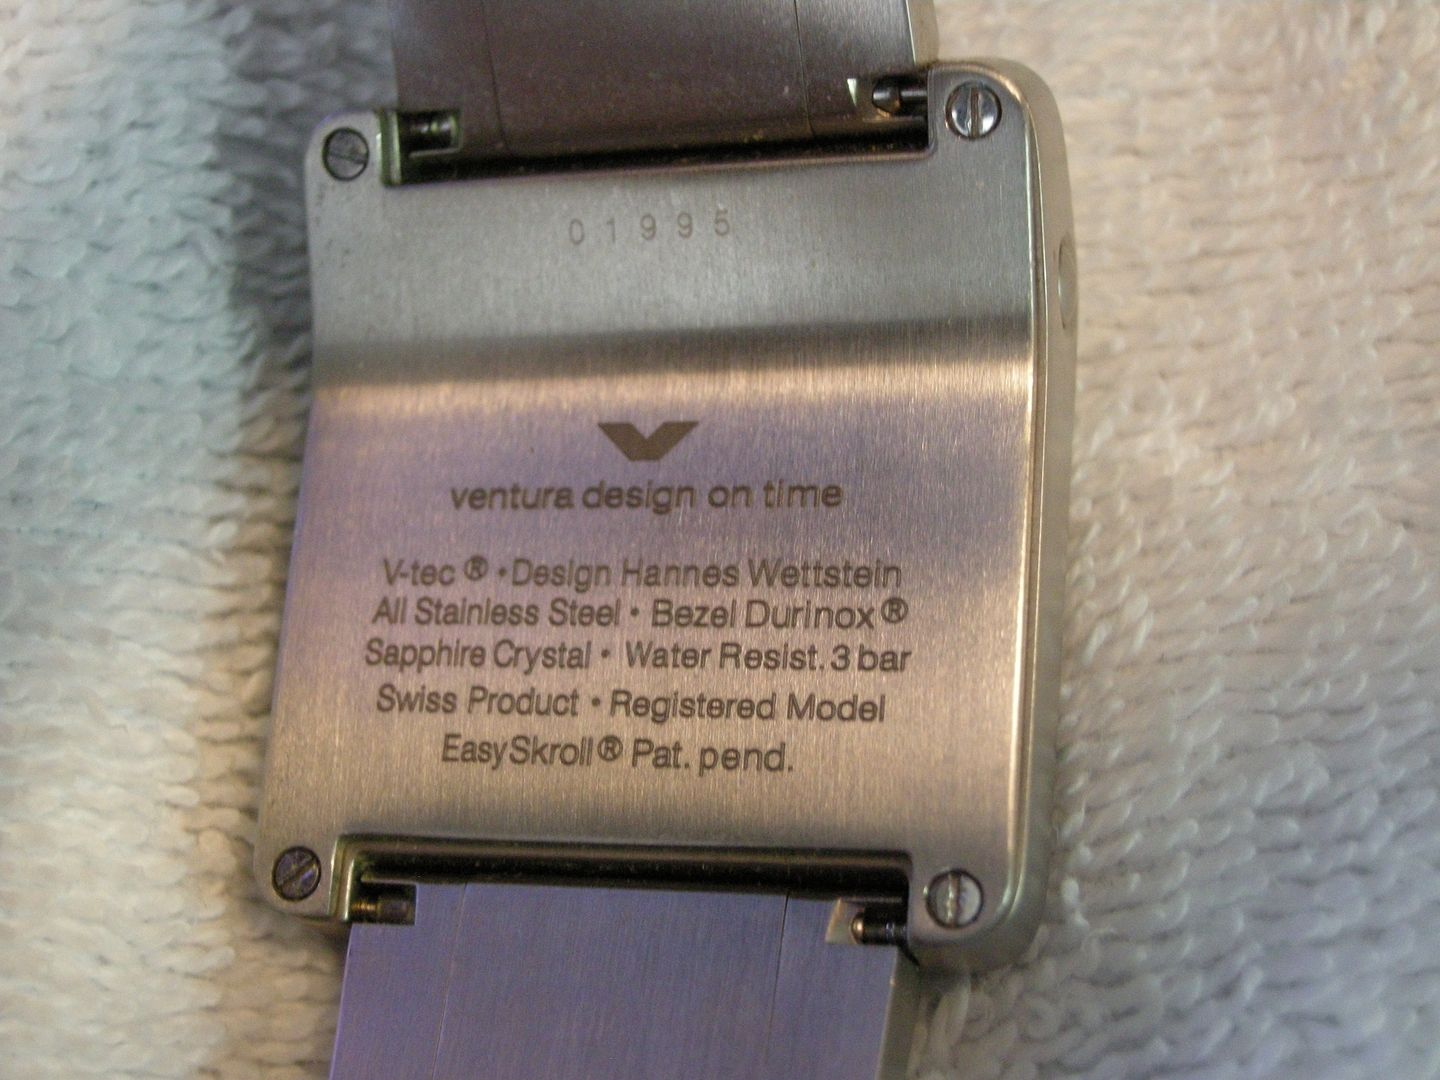 01995
ventura design on time
V-tec® • Design Hannes Wettstein
All Stainless Steel • Bezel Durinox®
Sapphire Crystal • Water Resist. 3 bar
Swiss Product • Registered Model
EasySkroll® Pat. pend.